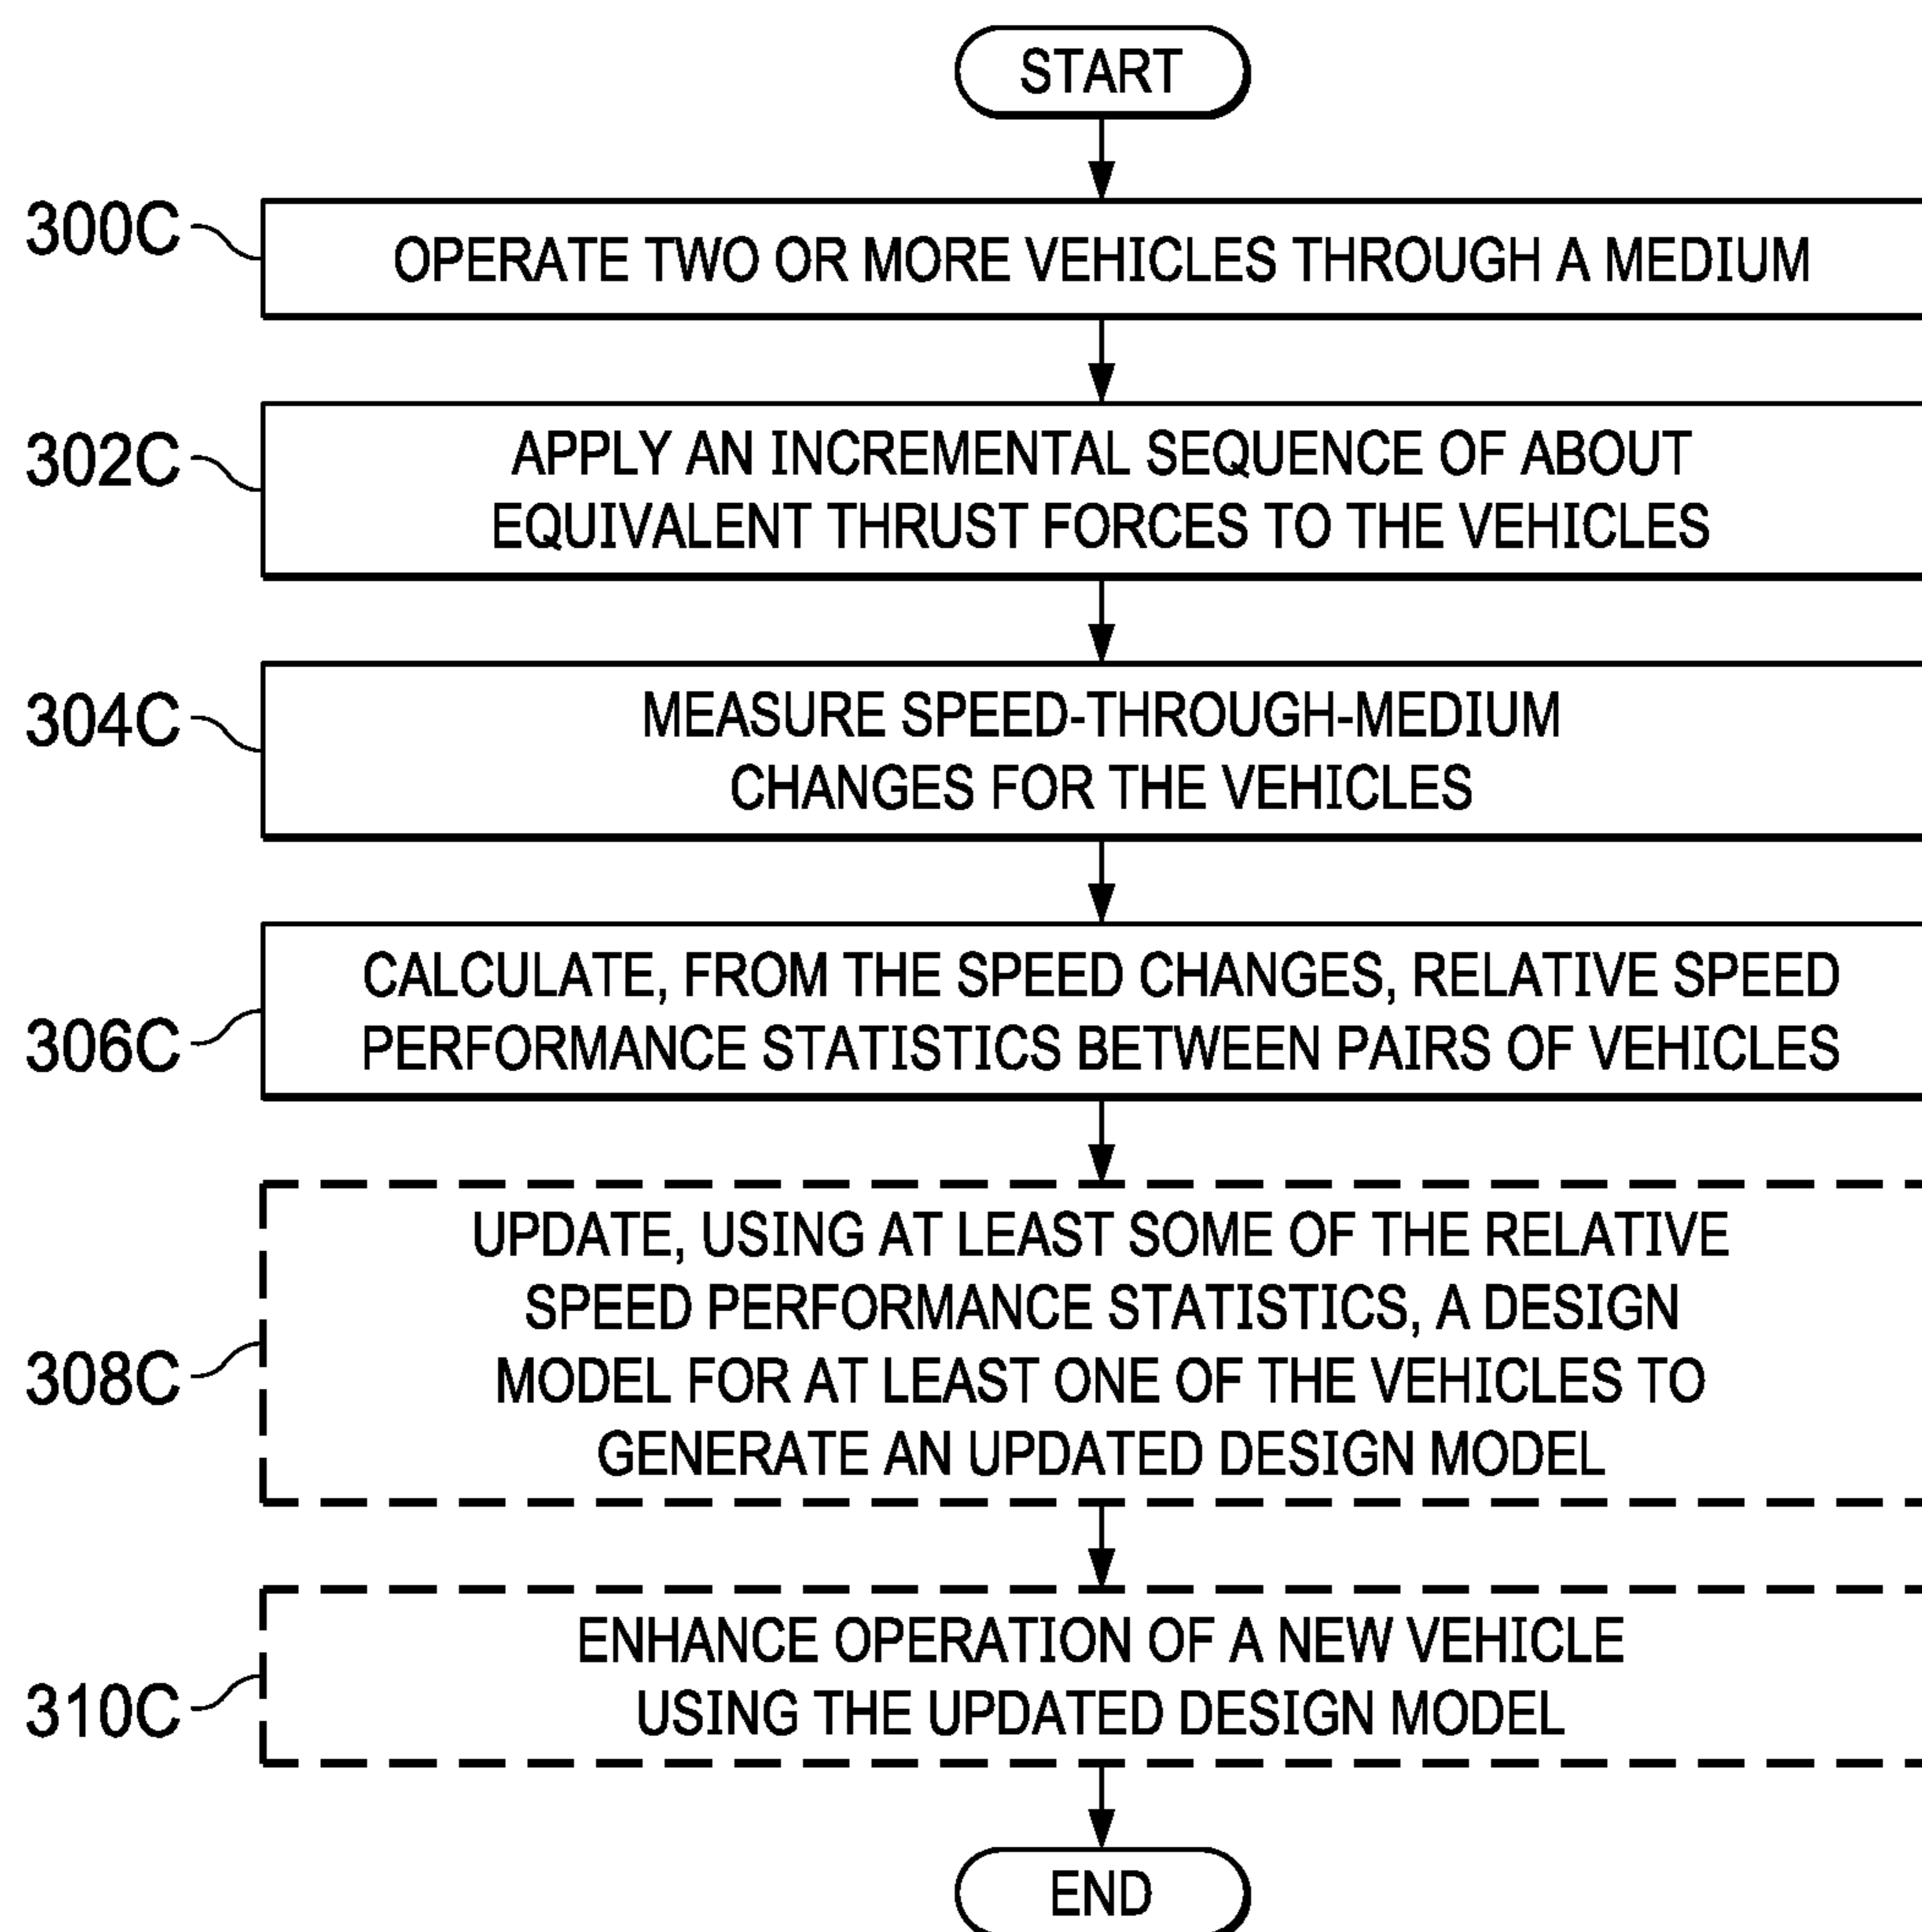 START
300C
OPERATE TWO OR MORE VEHICLES THROUGH A MEDIUM
302C
APPLY AN INCREMENTAL SEQUENCE OF ABOUT
EQUIVALENT THRUST FORCES TO THE VEHICLES
304C
MEASURE SPEED-THROUGH-MEDIUM
CHANGES FOR THE VEHICLES
306C
CALCULATE, FROM THE SPEED CHANGES, RELATIVE SPEED
PERFORMANCE STATISTICS BETWEEN PAIRS OF VEHICLES
308C
UPDATE, USING AT LEAST SOME OF THE RELATIVE
SPEED PERFORMANCE STATISTICS, A DESIGN
MODEL FOR AT LEAST ONE OF THE VEHICLES TO
GENERATE AN UPDATED DESIGN MODEL
310C
ENHANCE OPERATION OF A NEW VEHICLE
USING THE UPDATED DESIGN MODEL
END